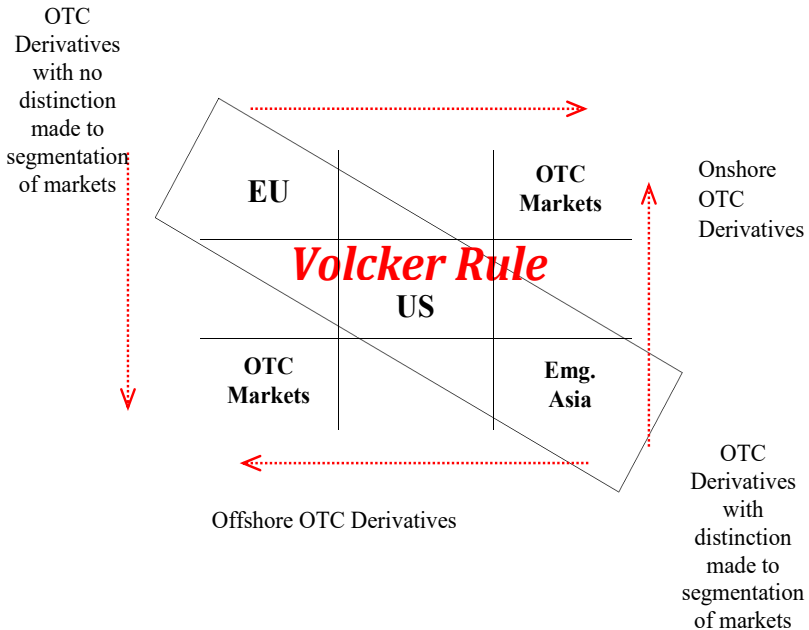 OTC
Derivatives
with no
distinction
made to
segmentation
of markets
EU
OTC
Markets
Onshore
OTC
Derivatives
Volcker Rule
US
OTC
Markets
Emg.
Asia
Offshore OTC Derivatives
OTC
Derivatives
with
distinction
made to
segmentation
of markets